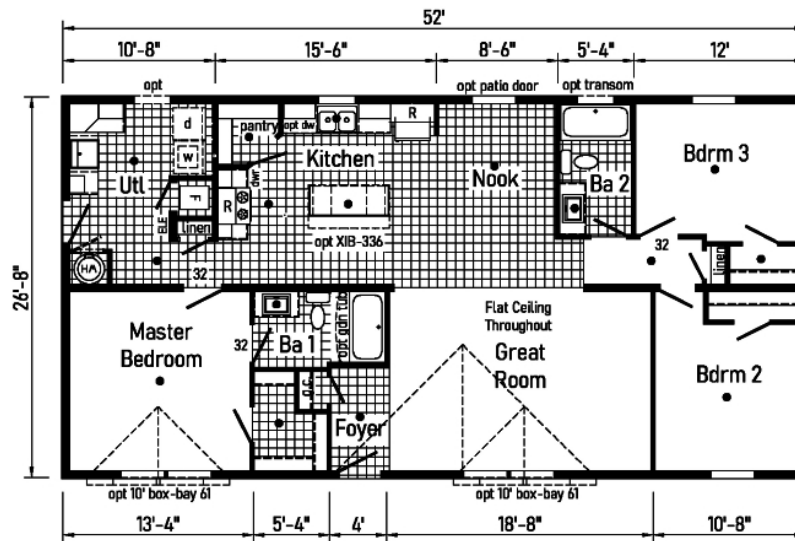 52'
10'-8"
15'-6"
8'-6"
5'-4"
12'
opt
opt patio door
opt transom
26'-8"
d
w
pantry
opt dw
R
Kitchen
Utl
F
R
dwr
Nook
Ba 2
Bdrm 3
ELE
linen
opt XIB-336
HW
32
32
linen
Master
Bedroom
32
Ba 1
opt gdn tub
Flat Ceiling
Throughout
Great
Room
Bdrm 2
g.c.
Foyer
opt 10' box-bay 61
opt 10' box-bay 61
13'-4"
5'-4"
4'
18'-8"
10'-8"